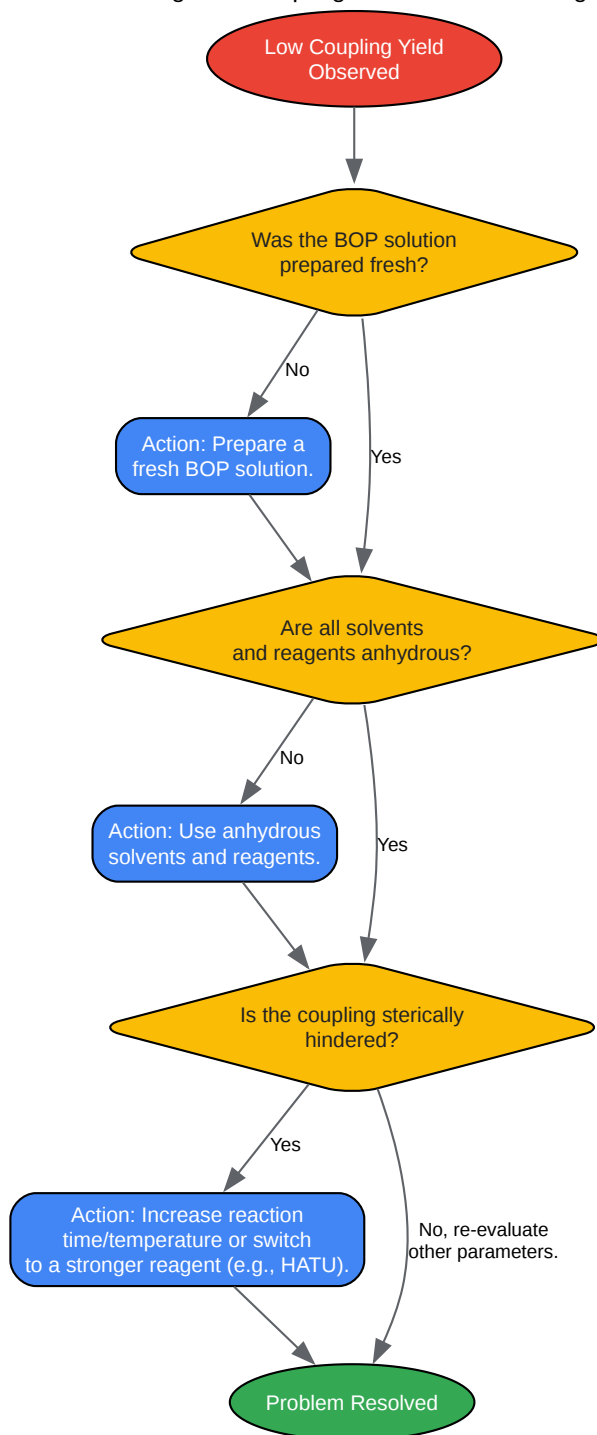 Low Coupling Yield
Observed
Was the BOP solution
prepared fresh?
No
Action: Prepare a
fresh BOP solution.
Yes
Are all solvents
and reagents anhydrous?
No
Action: Use anhydrous
solvents and reagents.
Yes
Is the coupling sterically
hindered?
Yes
Action: Increase reaction
time/temperature or switch
to a stronger reagent (e.g., HATU).
No, re-evaluate
other parameters.
Problem Resolved